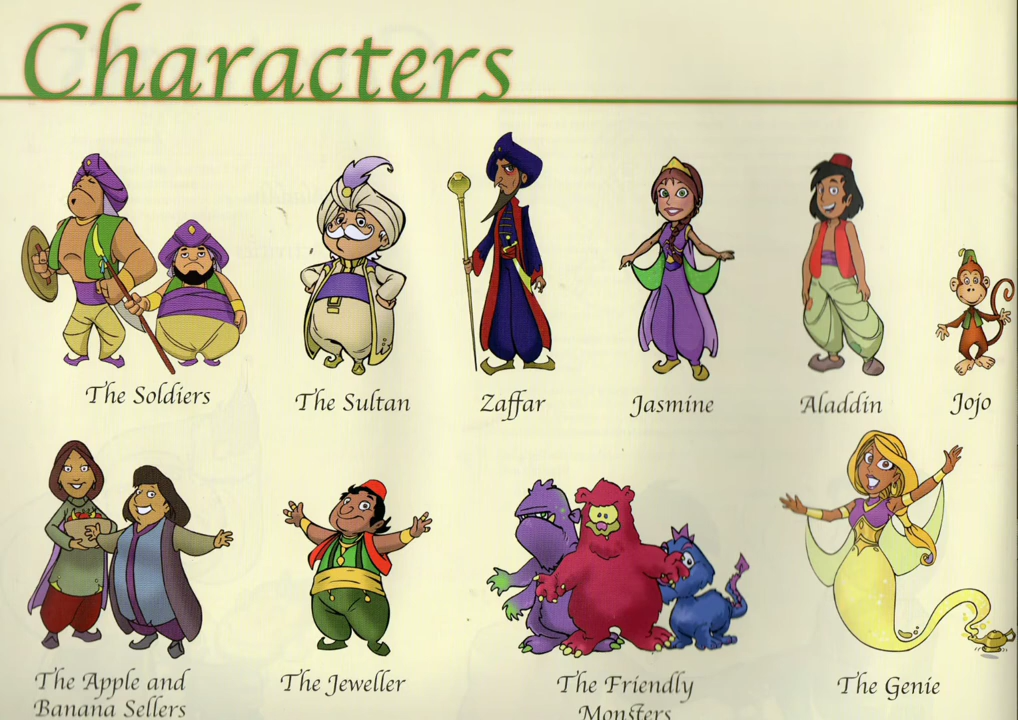 Characters
The Soldiers
The Sultan
Zaffar
Jasmine
Aladdin
Jojo
The Apple and
Banana Sellers
The Jeweller
The Friendly
Monsters
The Genie